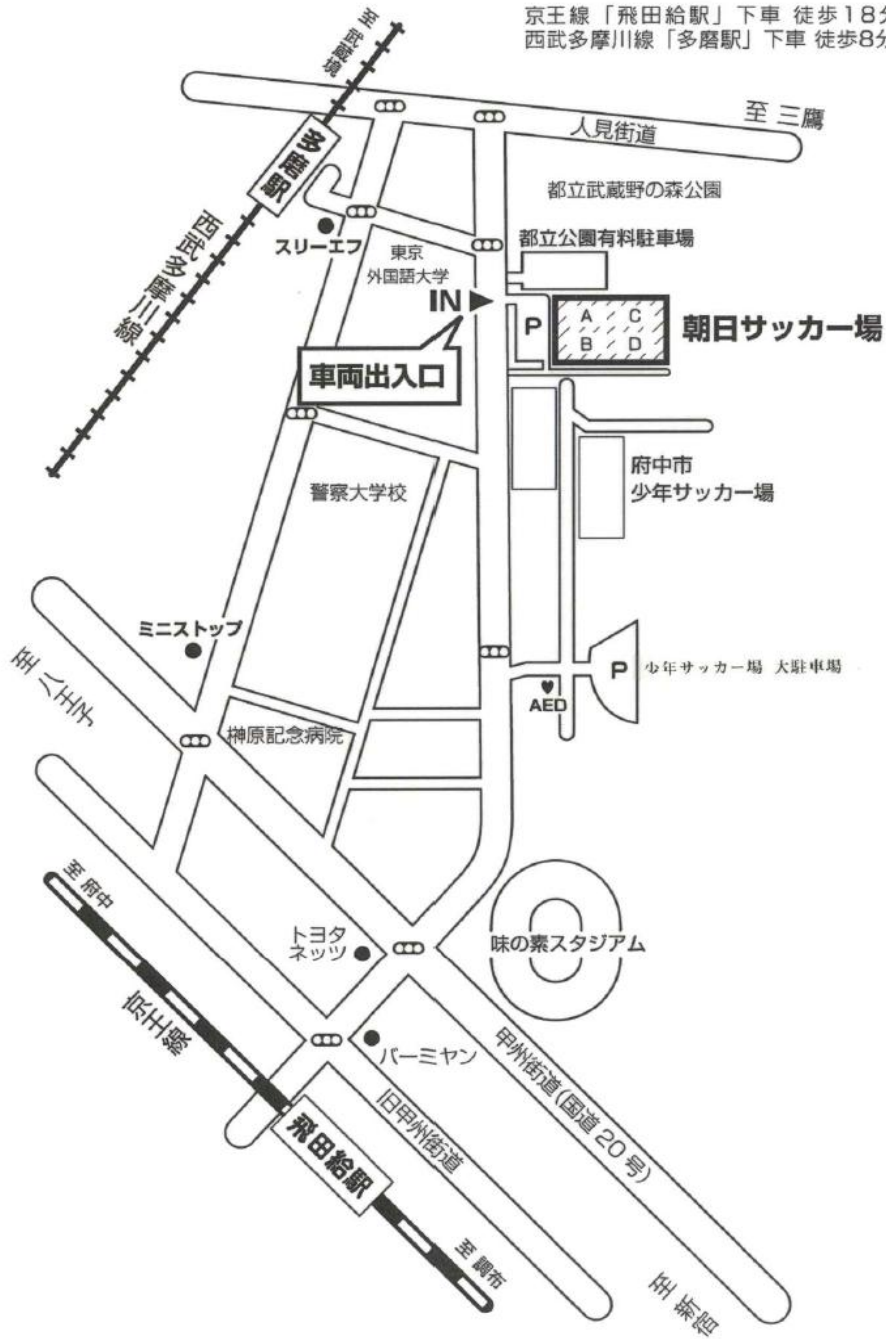 京王線「飛田給駅」下車 徒歩18分
西武多摩川線「多磨駅」下車 徒歩8分
至 武蔵境
至 三鷹
人見街道
多磨駅
都立武蔵野の森公園
西武多摩川線
スリーエフ
東京
外国語大学
都立公園有料駐車場
IN
P
A C
B D
朝日サッカー場
車両出入口
警察大学校
府中市
少年サッカー場
ミニストップ
至 八王子
P
少年サッカー場 大駐車場
AED
榊原記念病院
至 府中
トヨタ
ネッツ
味の素スタジアム
京王線
バーミヤン
甲州街道(国道20号)
旧甲州街道
飛田給駅
至 調布
至 新宿